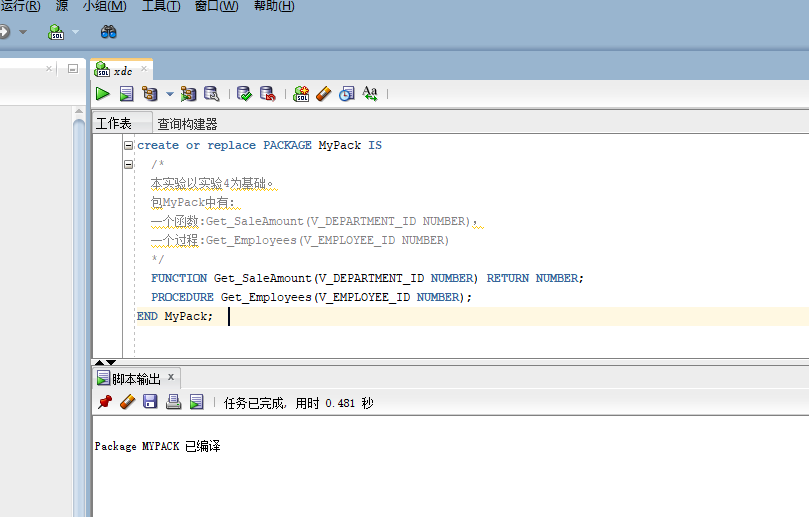 运行(R) 源 小组(M) 工具(T) 窗口(W) 帮助(H)
xdc
工作表 查询构建器
create or replace PACKAGE MyPack IS
/*
本实验以实验4为基础。
包MyPack中有:
一个函数:Get_SaleAmount(V_DEPARTMENT_ID NUMBER),
一个过程:Get_Employees(V_EMPLOYEE_ID NUMBER)
*/
FUNCTION Get_SaleAmount(V_DEPARTMENT_ID NUMBER) RETURN NUMBER;
PROCEDURE Get_Employees(V_EMPLOYEE_ID NUMBER);
END MyPack;
脚本输出
任务已完成, 用时 0.481 秒
Package MYPACK 已编译